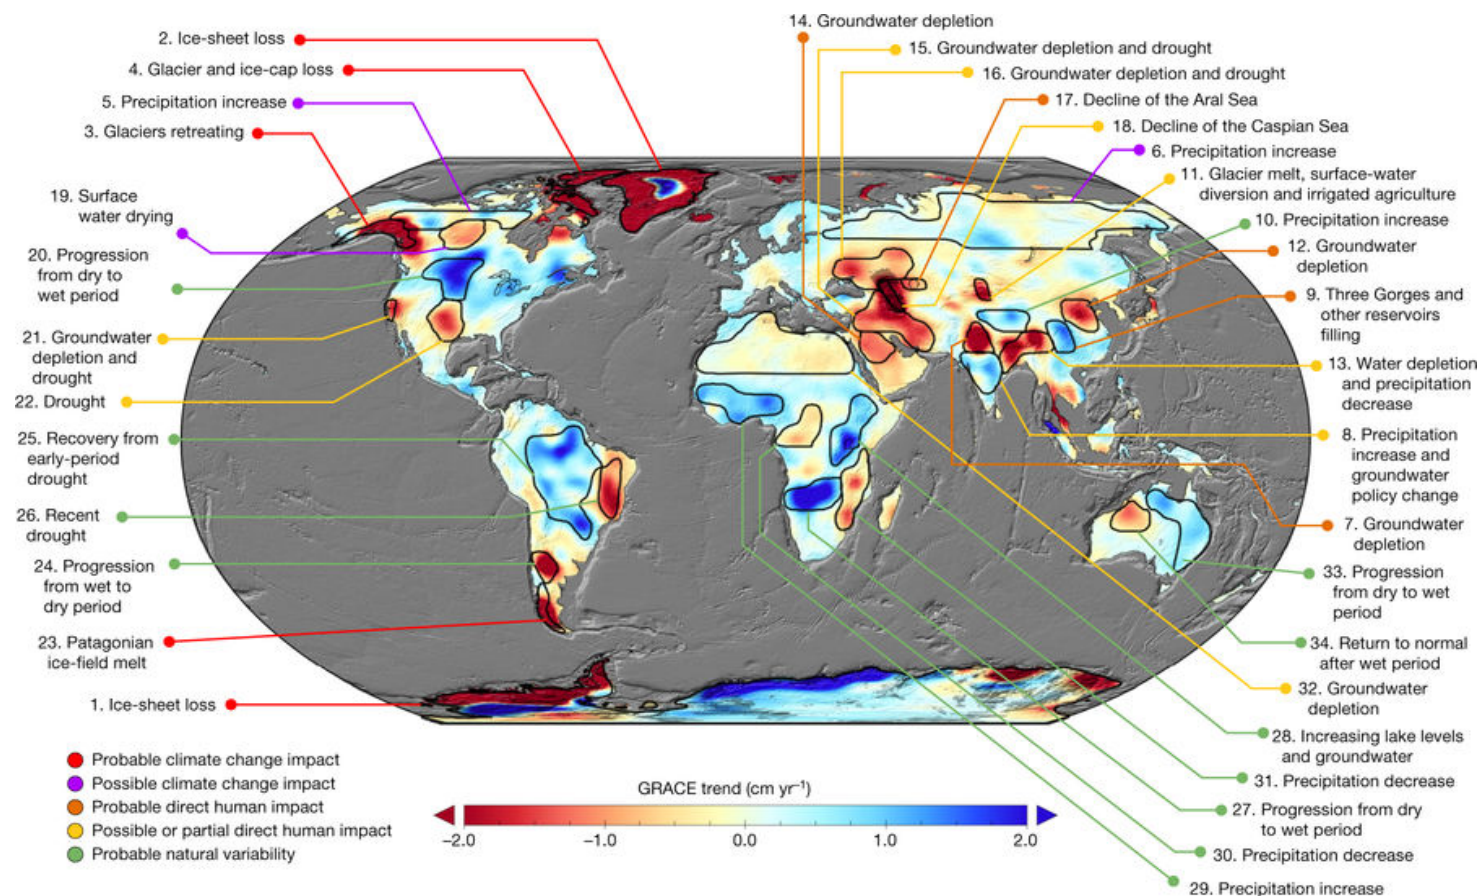 2. Ice-sheet loss
4. Glacier and ice-cap loss
5. Precipitation increase
3. Glaciers retreating
19. Surface
water drying
20. Progression
from dry to
wet period
21. Groundwater
depletion and
drought
22. Drought
25. Recovery from
early-period
drought
26. Recent
drought
24. Progression
from wet to
dry period
23. Patagonian
ice-field melt
1. Ice-sheet loss
14. Groundwater depletion
15. Groundwater depletion and drought
16. Groundwater depletion and drought
17. Decline of the Aral Sea
18. Decline of the Caspian Sea
6. Precipitation increase
11. Glacier melt, surface-water
diversion and irrigated agriculture
10. Precipitation increase
12. Groundwater
depletion
9. Three Gorges and
other reservoirs
filling
13. Water depletion
and precipitation
decrease
8. Precipitation
increase and
groundwater
policy change
7. Groundwater
depletion
33. Progression
from dry to wet
period
34. Return to normal
after wet period
32. Groundwater
depletion
28. Increasing lake levels
and groundwater
31. Precipitation decrease
27. Progression from dry
to wet period
30. Precipitation decrease
29. Precipitation increase
Probable climate change impact
Possible climate change impact
Probable direct human impact
Possible or partial direct human impact
Probable natural variability
GRACE trend (cm yr⁻¹)
−2.0 −1.0 0.0 1.0 2.0